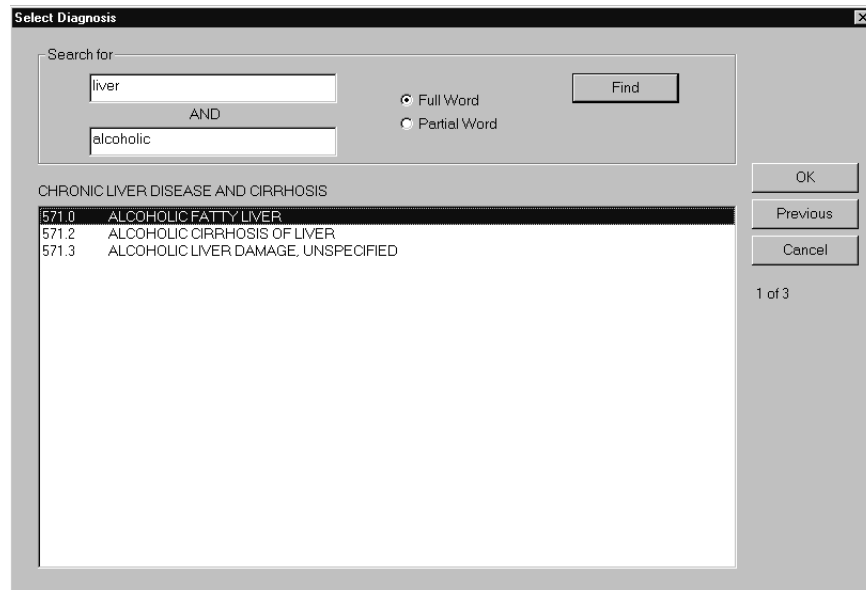 Select Diagnosis
Search for
liver
AND
alcoholic
Full Word
Partial Word
Find
CHRONIC LIVER DISEASE AND CIRRHOSIS
571.0 ALCOHOLIC FATTY LIVER
571.2 ALCOHOLIC CIRRHOSIS OF LIVER
571.3 ALCOHOLIC LIVER DAMAGE, UNSPECIFIED
OK
Previous
Cancel
1 of 3